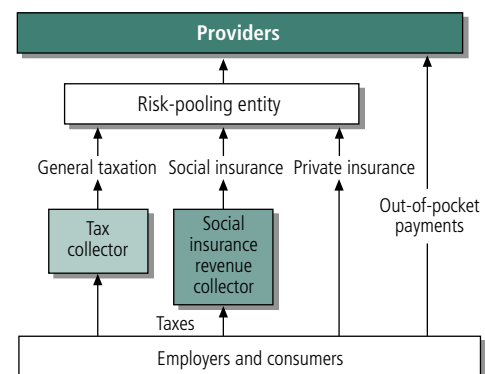 Providers
Risk-pooling entity
General taxation
Social insurance
Private insurance
Out-of-pocket
payments
Tax
collector
Social
insurance
revenue
collector
Taxes
Employers and consumers